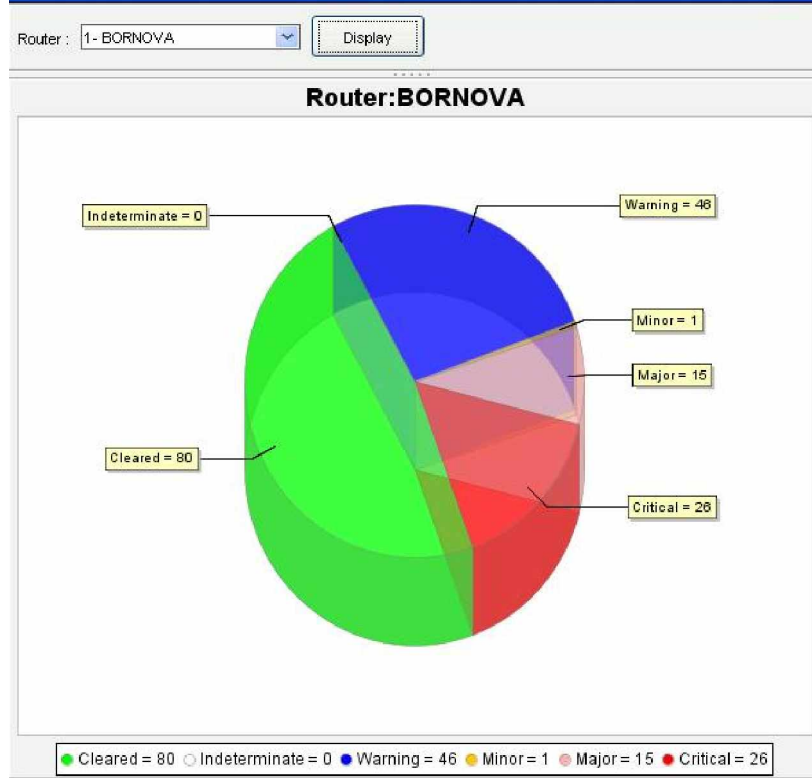 Router : 1- BORNOVA Display
Router:BORNOVA
Indeterminate = 0
Warning = 46
Minor = 1
Major = 15
Cleared = 80
Critical = 26
Cleared = 80 Indeterminate = 0 Warning = 46 Minor = 1 Major = 15 Critical = 26